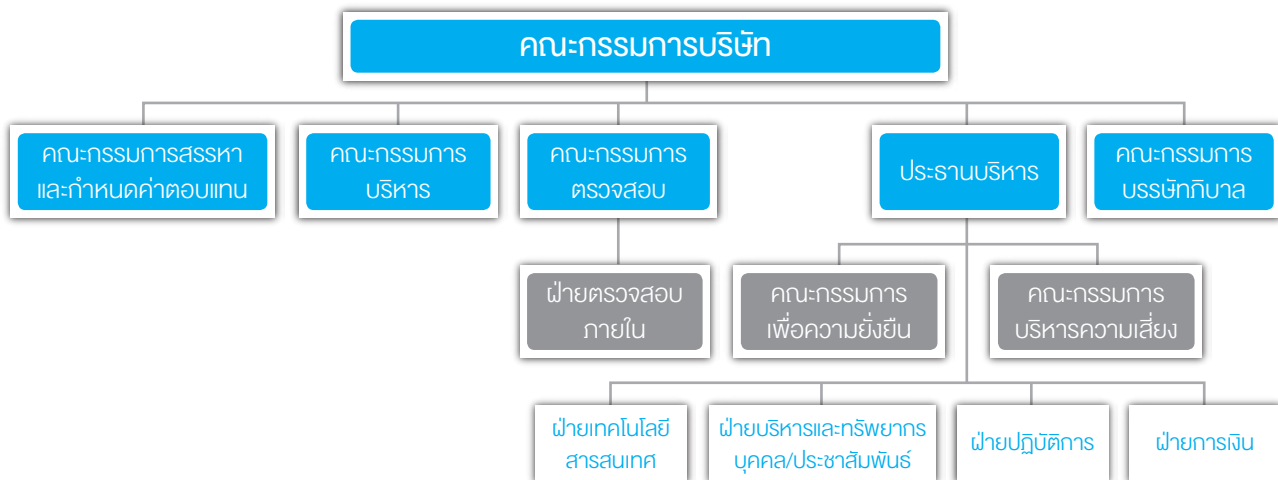 คณะกรรมการบริษัท
คณะกรรมการสรรหา
และกำหนดค่าตอบแทน
คณะกรรมการ
บริหาร
คณะกรรมการ
ตรวจสอบ
ประธานบริหาร
คณะกรรมการ
บรรษัทภิบาล
ฝ่ายตรวจสอบ
ภายใน
คณะกรรมการ
เพื่อความยั่งยืน
คณะกรรมการ
บริหารความเสี่ยง
ฝ่ายเทคโนโลยี
สารสนเทศ
ฝ่ายบริหารและทรัพยากร
บุคคล/ประชาสัมพันธ์
ฝ่ายปฏิบัติการ
ฝ่ายการเงิน